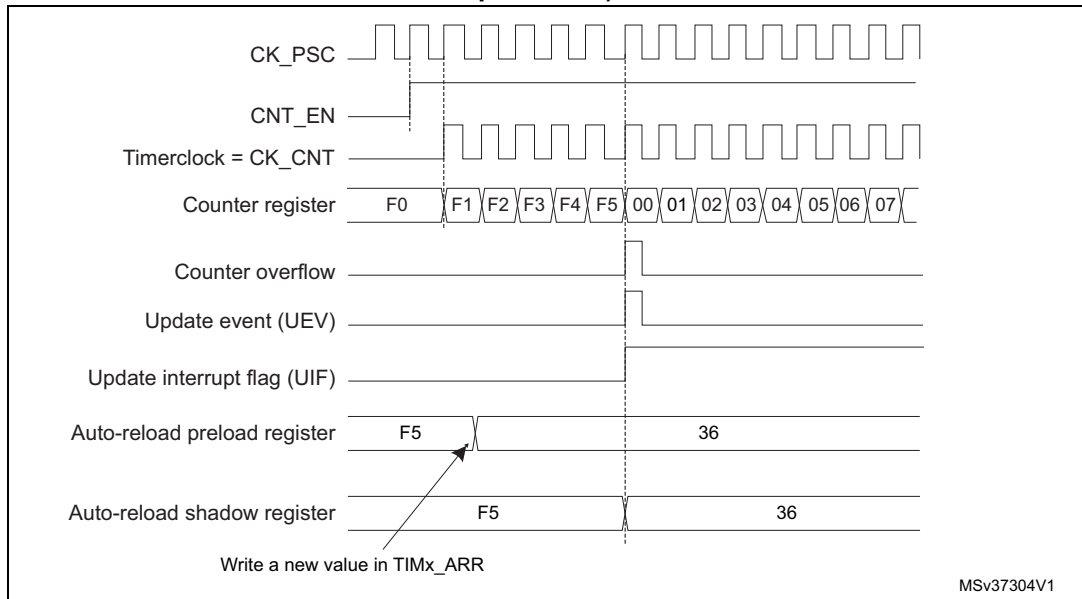 CK_PSC
CNT_EN
Timerclock = CK_CNT
Counter register F0 F1 F2 F3 F4 F5 00 01 02 03 04 05 06 07
Counter overflow
Update event (UEV)
Update interrupt flag (UIF)
Auto-reload preload register F5 36
Auto-reload shadow register F5 36
Write a new value in TIMx_ARR
MSv37304V1